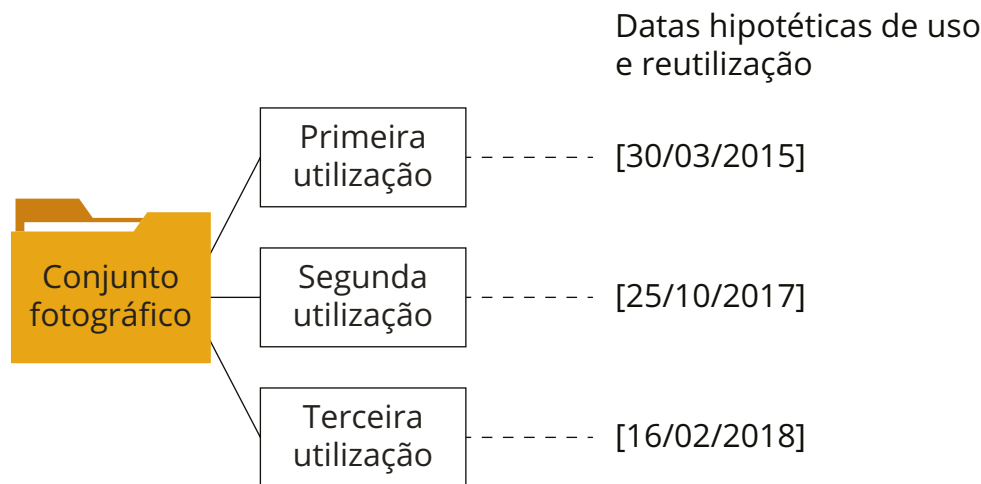 Datas hipotéticas de uso
e reutilização
Primeira
utilização
[30/03/2015]
Conjunto
fotográfico
Segunda
utilização
[25/10/2017]
Terceira
utilização
[16/02/2018]